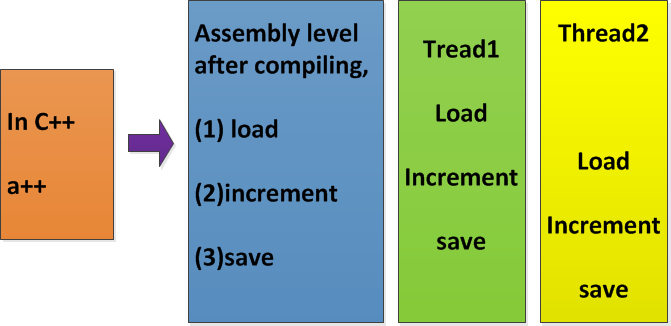 In C++
a++
Assembly level
after compiling,
(1) load
(2)increment
(3)save
Tread1
Load
Increment
save
Thread2
Load
Increment
save